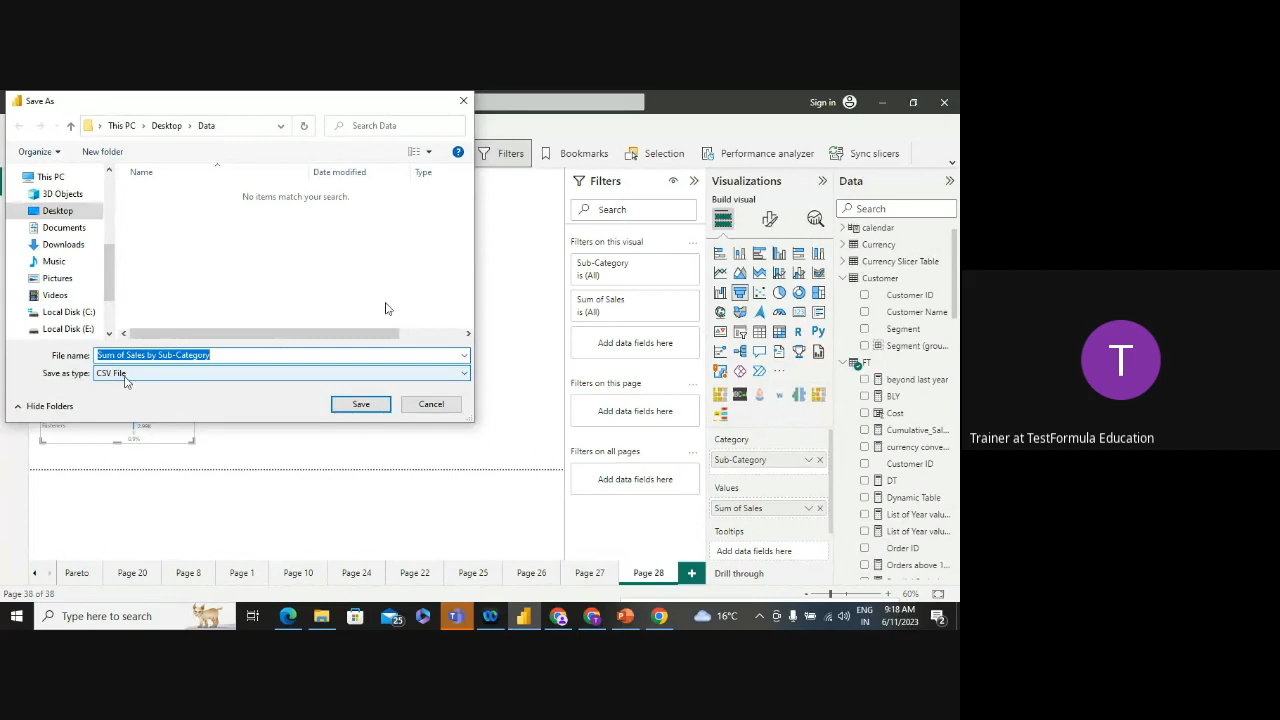 Save As
Sign in
This PC
Desktop
Data
Search Data
Organize
New folder
Filters
Bookmarks
Selection
Performance analyzer
Sync slicers
This PC
3D Objects
Desktop
Documents
Downloads
Music
Pictures
Videos
Local Disk (C:)
Local Disk (E:)
Name
Date modified
Type
No items match your search.
File name:
Sum of Sales by Sub-Category
Save as type:
CSV File
Hide Folders
Save
Cancel
Fasteners
0.9%
Filters
Search
Filters on this visual
...
Sub-Category
is (All)
Sum of Sales
is (All)
Add data fields here
Filters on this page
...
Add data fields here
Filters on all pages
...
Add data fields here
Visualizations
Build visual
R
Py
...
Category
Sub-Category
Values
Sum of Sales
Tooltips
Add data fields here
Drill through
Data
Search
calendar
Currency
Currency Slicer Table
Customer
Customer ID
Customer Name
Segment
Segment (grou...
FT
beyond last year
BLY
Cost
Cumulative_Sal...
currency conve...
Customer ID
DT
Dynamic Table
List of Year valu...
List of Year valu...
Order ID
Orders above 1...
Pareto
Page 20
Page 8
Page 1
Page 10
Page 24
Page 22
Page 25
Page 26
Page 27
Page 28
Page 38 of 38
60%
Type here to search
25
16°C
ENG
IN
9:18 AM
6/11/2023
2
T
Trainer at TestFormula Education